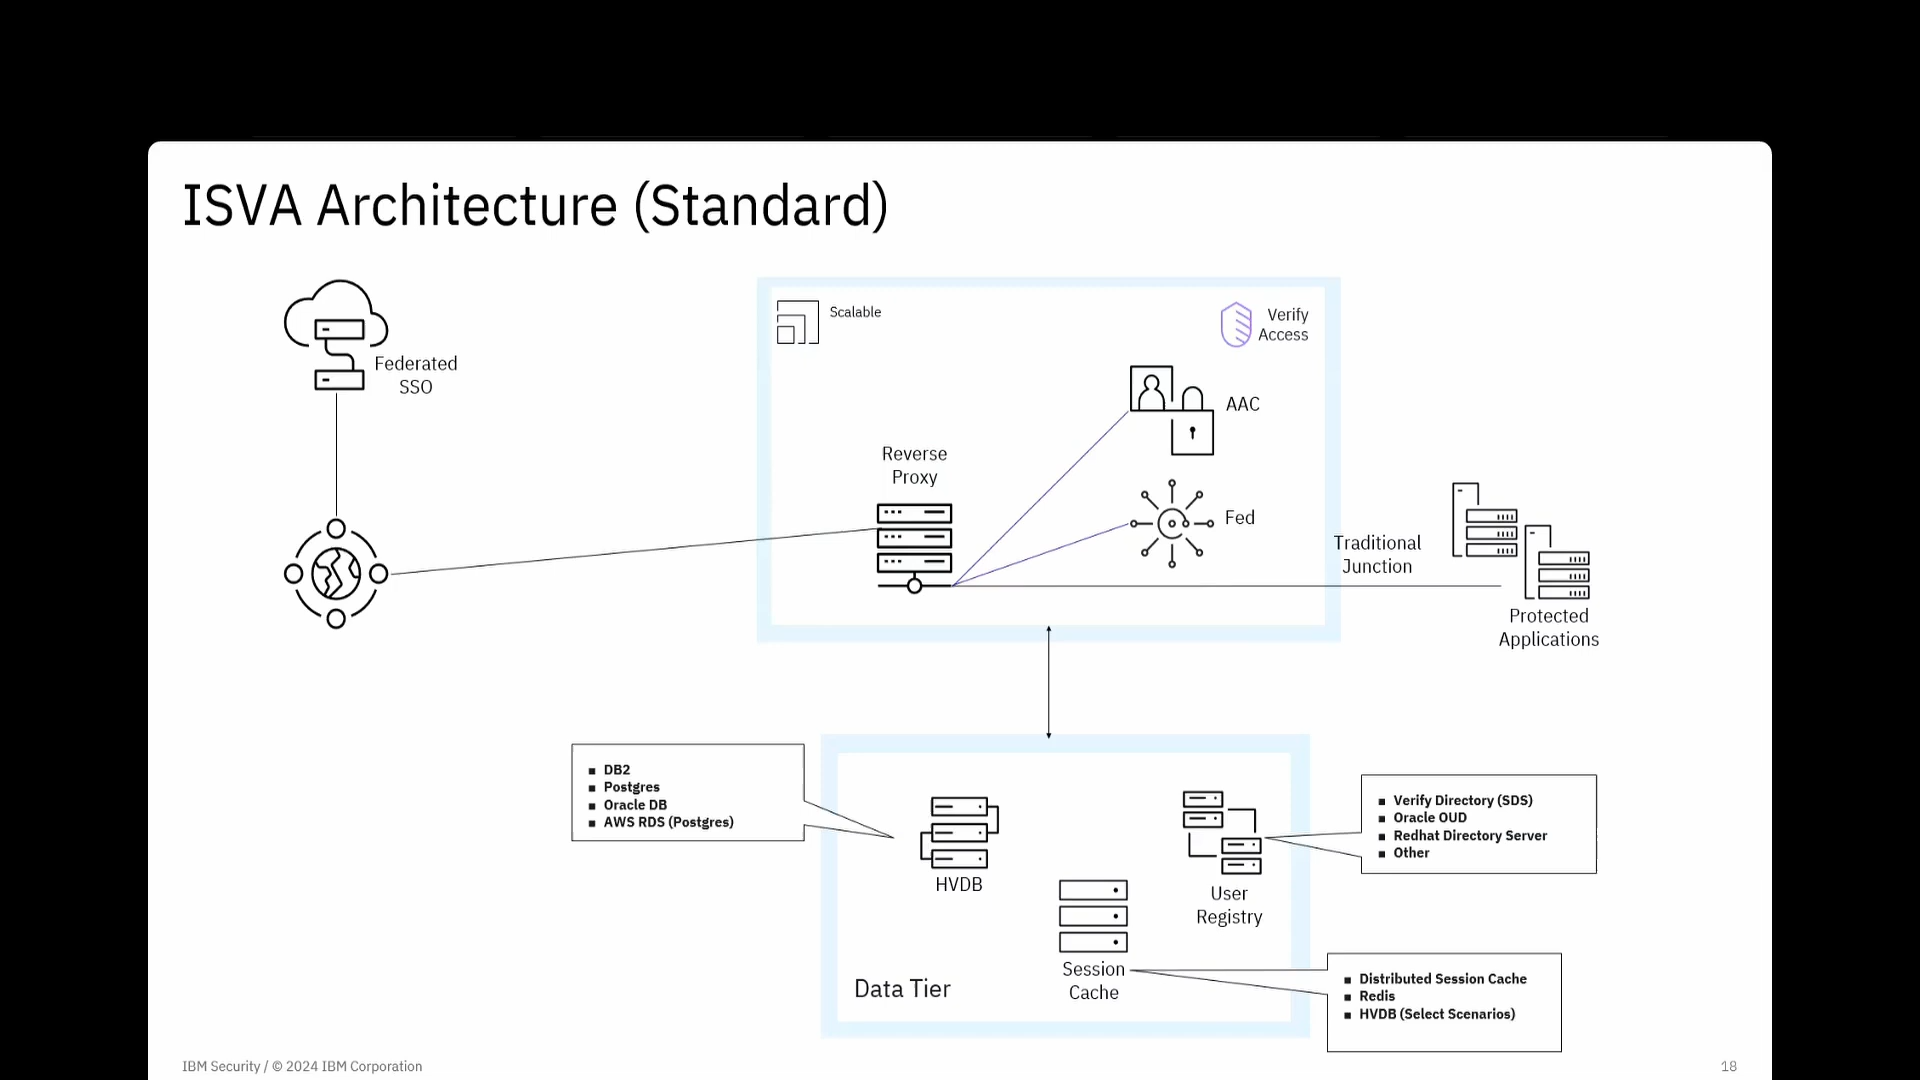 ISVA Architecture (Standard)
Federated
SSO
Scalable
Verify
Access
AAC
Reverse
Proxy
Fed
Traditional
Junction
Protected
Applications
DB2
Postgres
Oracle DB
AWS RDS (Postgres)
HVDB
User
Registry
Verify Directory (SDS)
Oracle OUD
Redhat Directory Server
Other
Session
Cache
Data Tier
Distributed Session Cache
Redis
HVDB (Select Scenarios)
IBM Security / © 2024 IBM Corporation
18